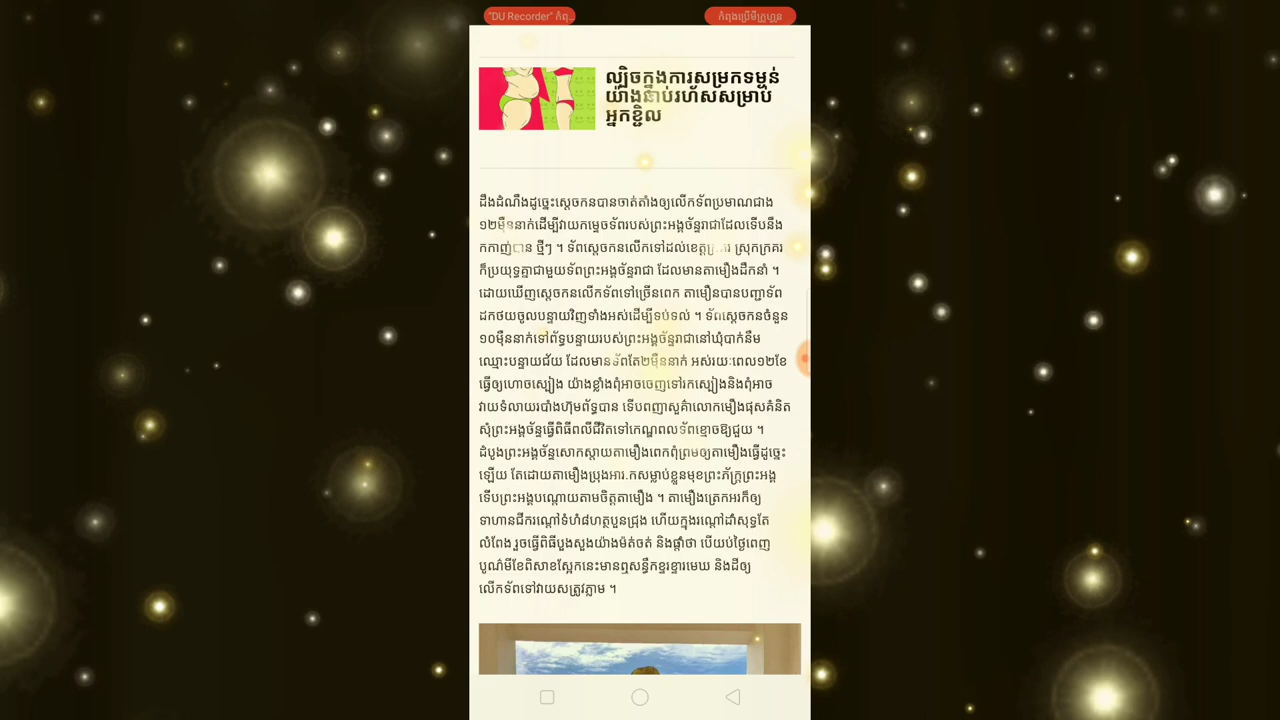 "DU Recorder" កំពុ...
កំពុងប្រើមីក្រូហ្វូន
ល្បិចក្នុងការសម្រកទម្ងន់
យ៉ាងឆាប់រហ័សសម្រាប់
អ្នកខ្ជិល
ដឹងដំណឹងដូច្នេះស្ដេចកនបានចាត់តាំងឲ្យលើកទ័ពប្រមាណជាង
១២ម៉ឺននាក់ដើម្បីវាយកម្ទេចទ័ពរបស់ព្រះអង្គច័ន្ទរាជាដែលទើបនឹង
កកាញ់បាន ថ្មីៗ ។ ទ័ពស្ដេចកនលើកទៅដល់ខេត្ត ស្រុកក្រគរ
ក៏ប្រយុទ្ធគ្នាជាមួយទ័ពព្រះអង្គច័ន្ទរាជា ដែលមានតាមឿងដឹកនាំ ។
ដោយឃើញស្ដេចកនលើកទ័ពទៅច្រើនពេក តាមឿនបានបញ្ជាទ័ព
ដកថយចូលបន្ទាយវិញទាំងអស់ដើម្បីទប់ទល់ ។ ទ័ពស្ដេចកនចំនួន
១០ម៉ឺននាក់ទៅព័ទ្ធបន្ទាយរបស់ព្រះអង្គច័ន្ទរាជានៅឃុំបាក់នឹម
ឈ្មោះបន្ទាយជ័យ ដែលមានទ័ពតែ២ម៉ឺននាក់ អស់រយៈពេល១២ខែ
ធ្វើឲ្យហោចស្បៀង យ៉ាងខ្លាំងពុំអាចចេញទៅរកស្បៀងនិងពុំអាច
វាយទំលាយរបាំងហ៊ុមព័ទ្ធបាន ទើបពញាសួគ៌ាលោកមឿងផុសគំនិត
សុំព្រះអង្គច័ន្ទធ្វើពិធីពលីជីវិតទៅកេណ្ឌពលទ័ពខ្មោចឱ្យជួយ ។
ដំបូងព្រះអង្គច័ន្ទសោកស្ដាយតាមឿងពេកពុំព្រមឲ្យតាមឿងធ្វើដូច្នេះ
ឡើយ តែដោយតាមឿងប្រុងអារ.កសម្លាប់ខ្លួនមុខព្រះភ័ក្ត្រព្រះអង្គ
ទើបព្រះអង្គបណ្ដោយតាមចិត្តតាមឿង ។ តាមឿងត្រេកអរក៏ឲ្យ
ទាហានជីករណ្ដៅទំហំ៨ហត្ថបួនជ្រុង ហើយក្នុងរណ្ដៅដាំសុទ្ធតែ
លំពែង រួចធ្វើពិធីបួងសួងយ៉ាងម៉ត់ចត់ និងផ្ដាំថា បើយប់ថ្ងៃពេញ
បូណ៌មីខែពិសាខស្អែកនេះមានឮសន្ធឹកខ្ទរខ្ទារមេឃ និងដីឲ្យ
លើកទ័ពទៅវាយសត្រូវភ្លាម ។